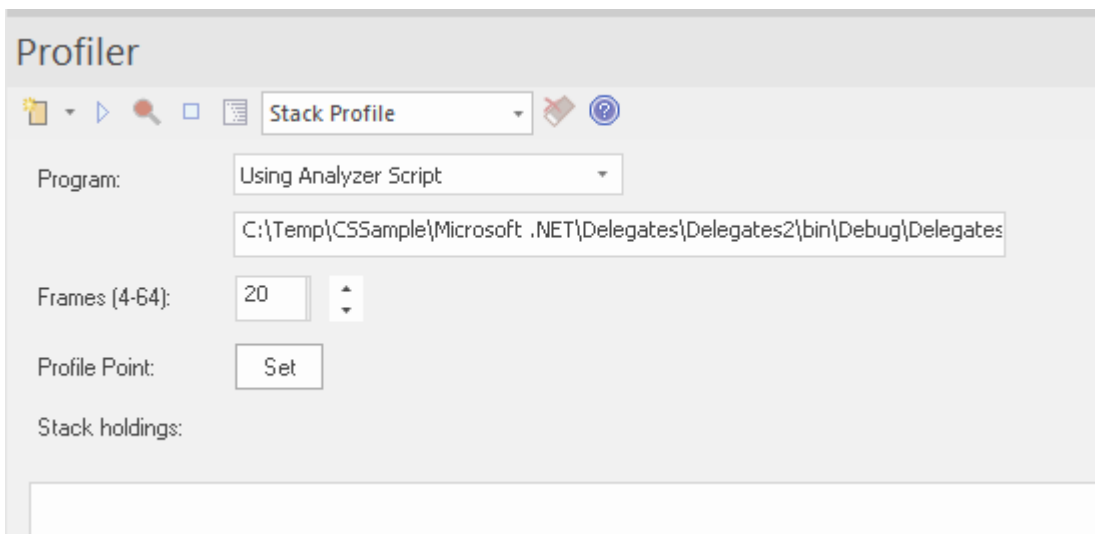 Profiler
Stack Profile
Program:
Using Analyzer Script
C:\Temp\CSSample\Microsoft .NET\Delegates\Delegates2\bin\Debug\Delegates
Frames (4-64):
20
Profile Point:
Set
Stack holdings: